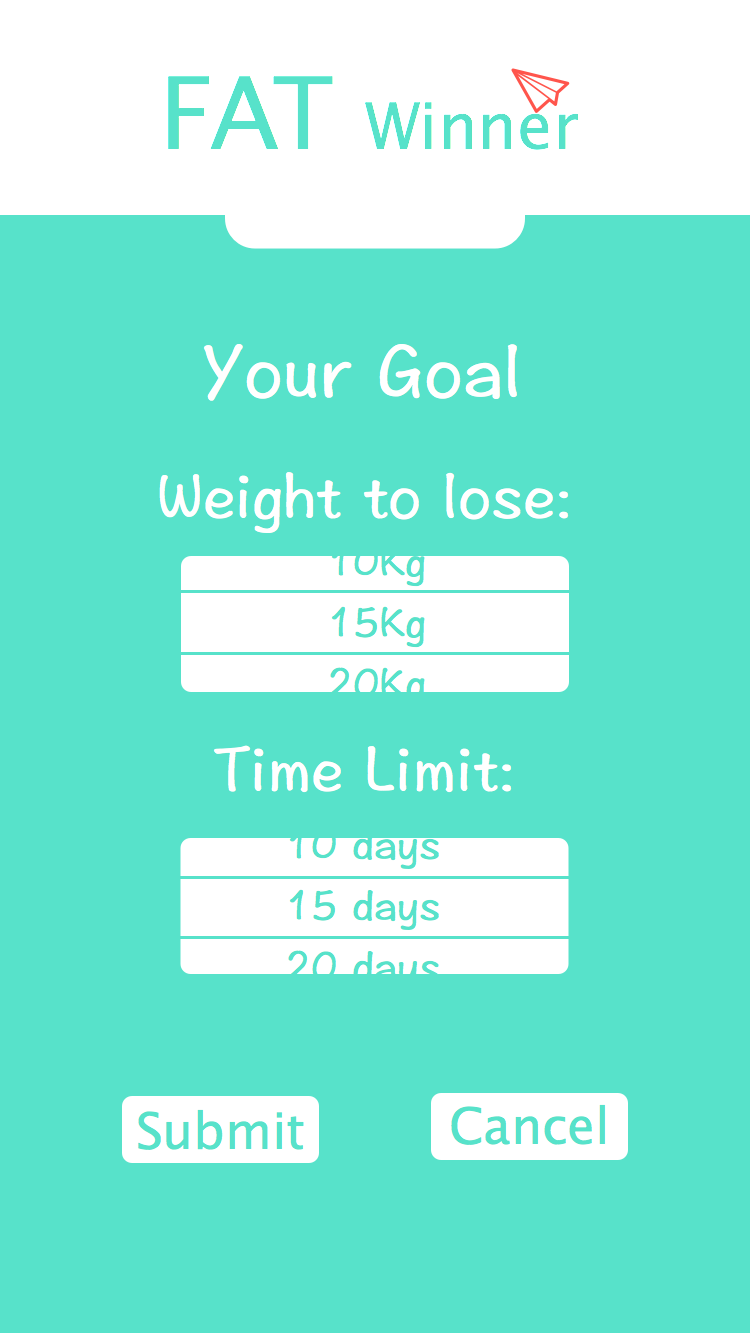 FAT Winner
Your Goal
Weight to lose:
10Kg
15Kg
20Kg
Time Limit:
10 days
15 days
20 days
Submit
Cancel